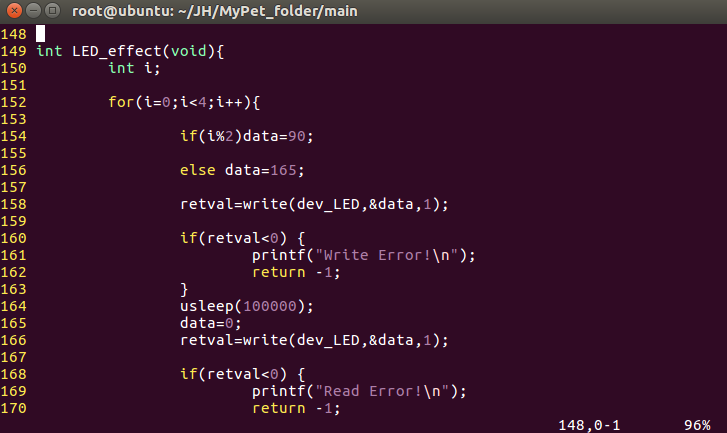 root@ubuntu: ~/JH/MyPet_folder/main
148
149 int LED_effect(void){
150         int i;
151
152         for(i=0;i<4;i++){
153
154                 if(i%2)data=90;
155
156                 else data=165;
157
158                 retval=write(dev_LED,&data,1);
159
160                 if(retval<0) {
161                         printf("Write Error!\n");
162                         return -1;
163                 }
164                 usleep(100000);
165                 data=0;
166                 retval=write(dev_LED,&data,1);
167
168                 if(retval<0) {
169                         printf("Read Error!\n");
170                         return -1;
148,0-1 96%